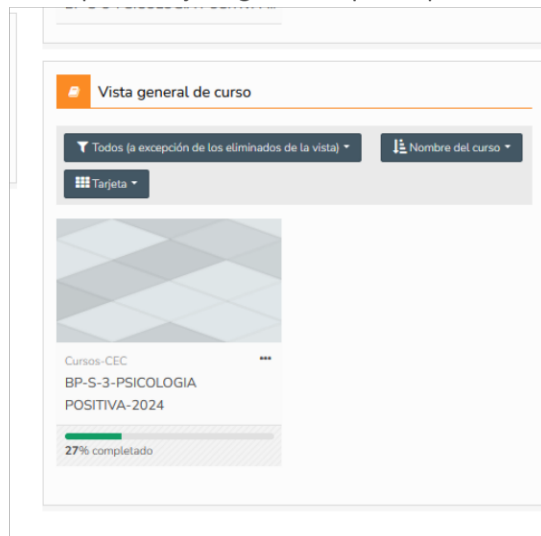 Vista general de curso
Todos (a excepción de los eliminados de la vista)
Nombre del curso
Tarjeta
Cursos-CEC
BP-S-3-PSICOLOGIA
POSITIVA-2024
27% completado